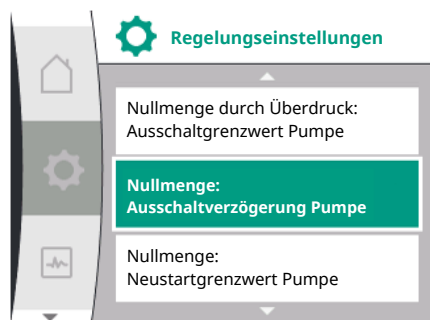 Regelungseinstellungen
Nullmenge durch Überdruck:
Ausschaltgrenzwert Pumpe
Nullmenge:
Ausschaltverzögerung Pumpe
Nullmenge:
Neustartgrenzwert Pumpe